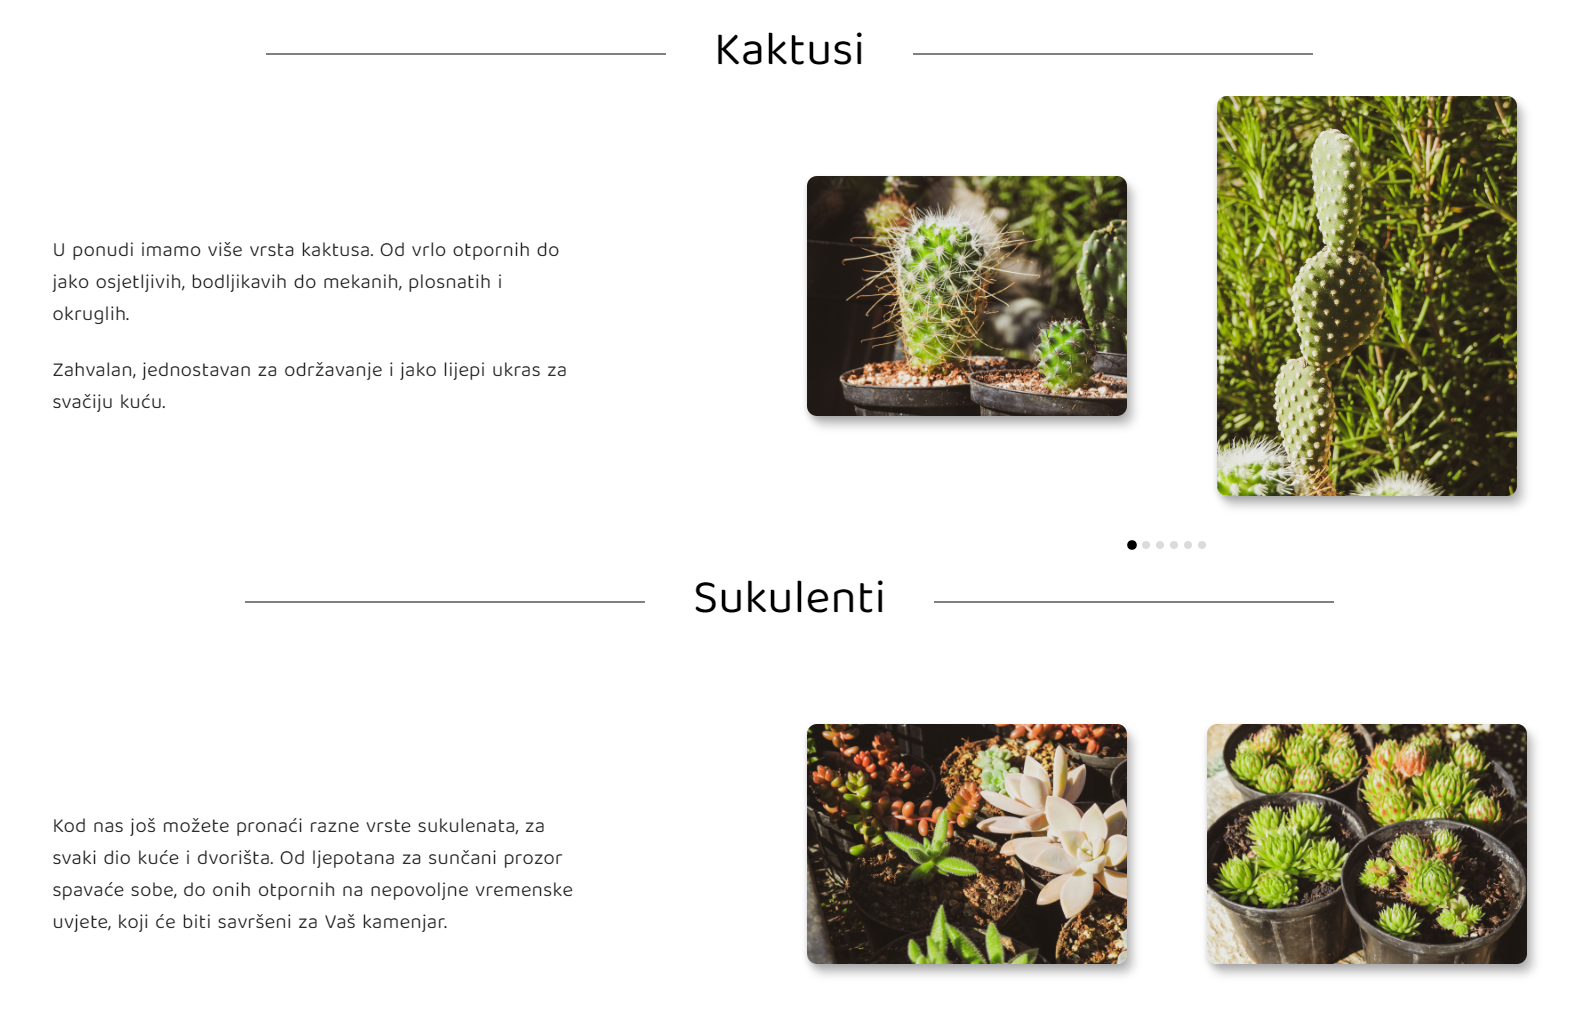 Kaktusi
U ponudi imamo više vrsta kaktusa. Od vrlo otpornih do
jako osjetljivih, bodljikavih do mekanih, plosnatih i
okruglih.
Zahvalan, jednostavan za održavanje i jako lijepi ukras za
svačiju kuću.
Sukulenti
Kod nas još možete pronaći razne vrste sukulenata, za
svaki dio kuće i dvorišta. Od ljepotana za sunčani prozor
spavaće sobe, do onih otpornih na nepovoljne vremenske
uvjete, koji će biti savršeni za Vaš kamenjar.